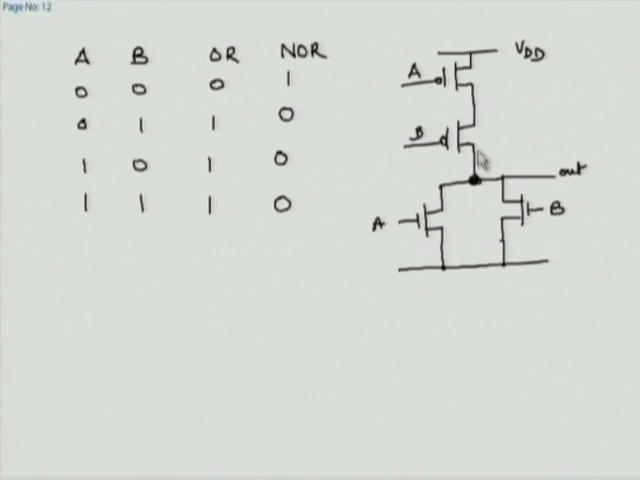 Page No: 12
A B OR NOR
0 0 0 1
0 1 1 0
1 0 1 0
1 1 1 0
VDD
A
B
out
A
B